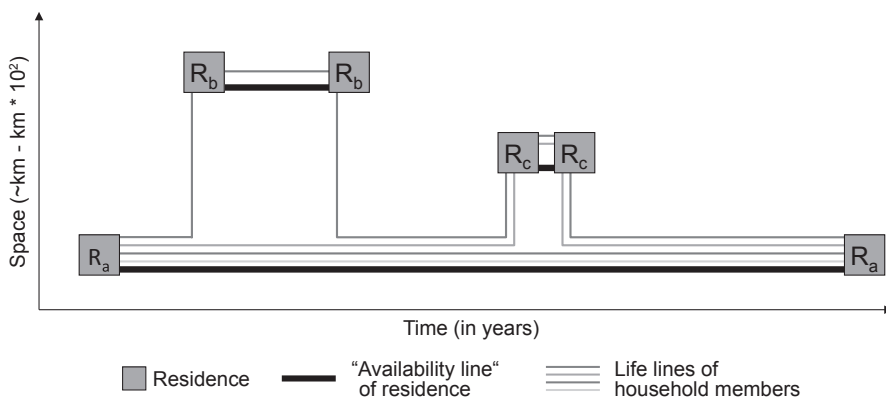 Space (~km - km * 10²)
R_b R_b
R_c R_c
R_a R_a
Time (in years)
Residence
“Availability line“
of residence
Life lines of
household members